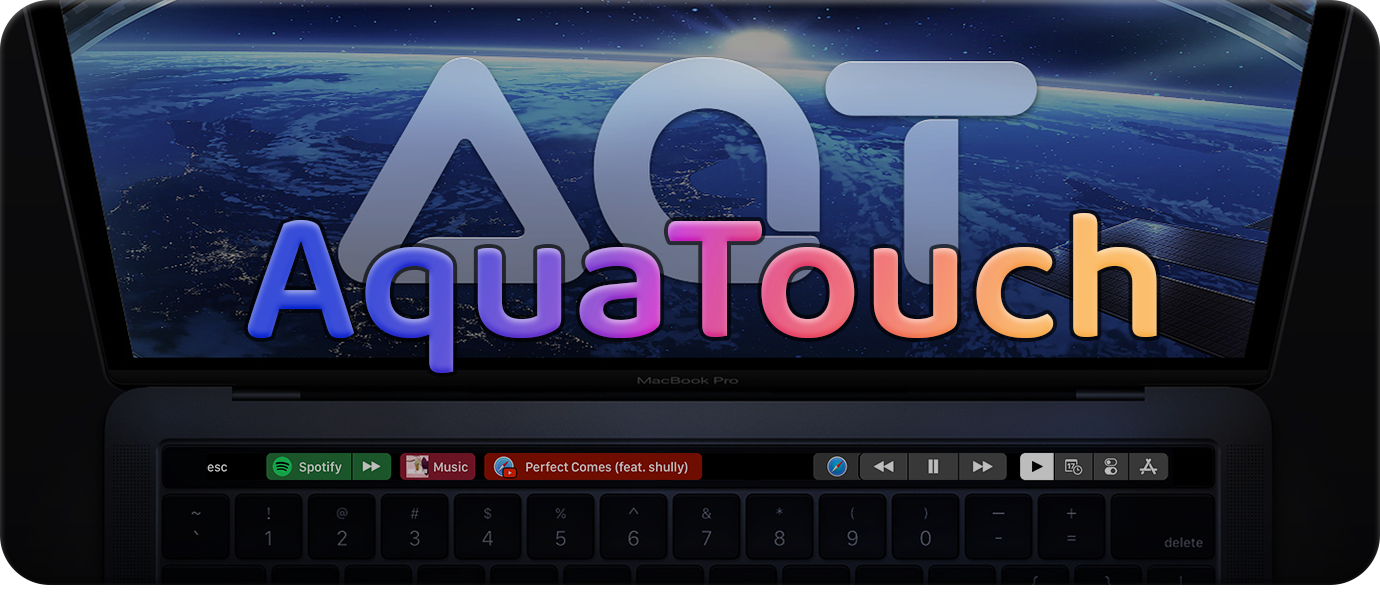 AQT
AquaTouch
MacBook Pro
esc Spotify Music Perfect Comes (feat. shully) 17
~ ! @ # $ % ^ & * ( ) — +
` 1 2 3 4 5 6 7 8 9 0 - = delete